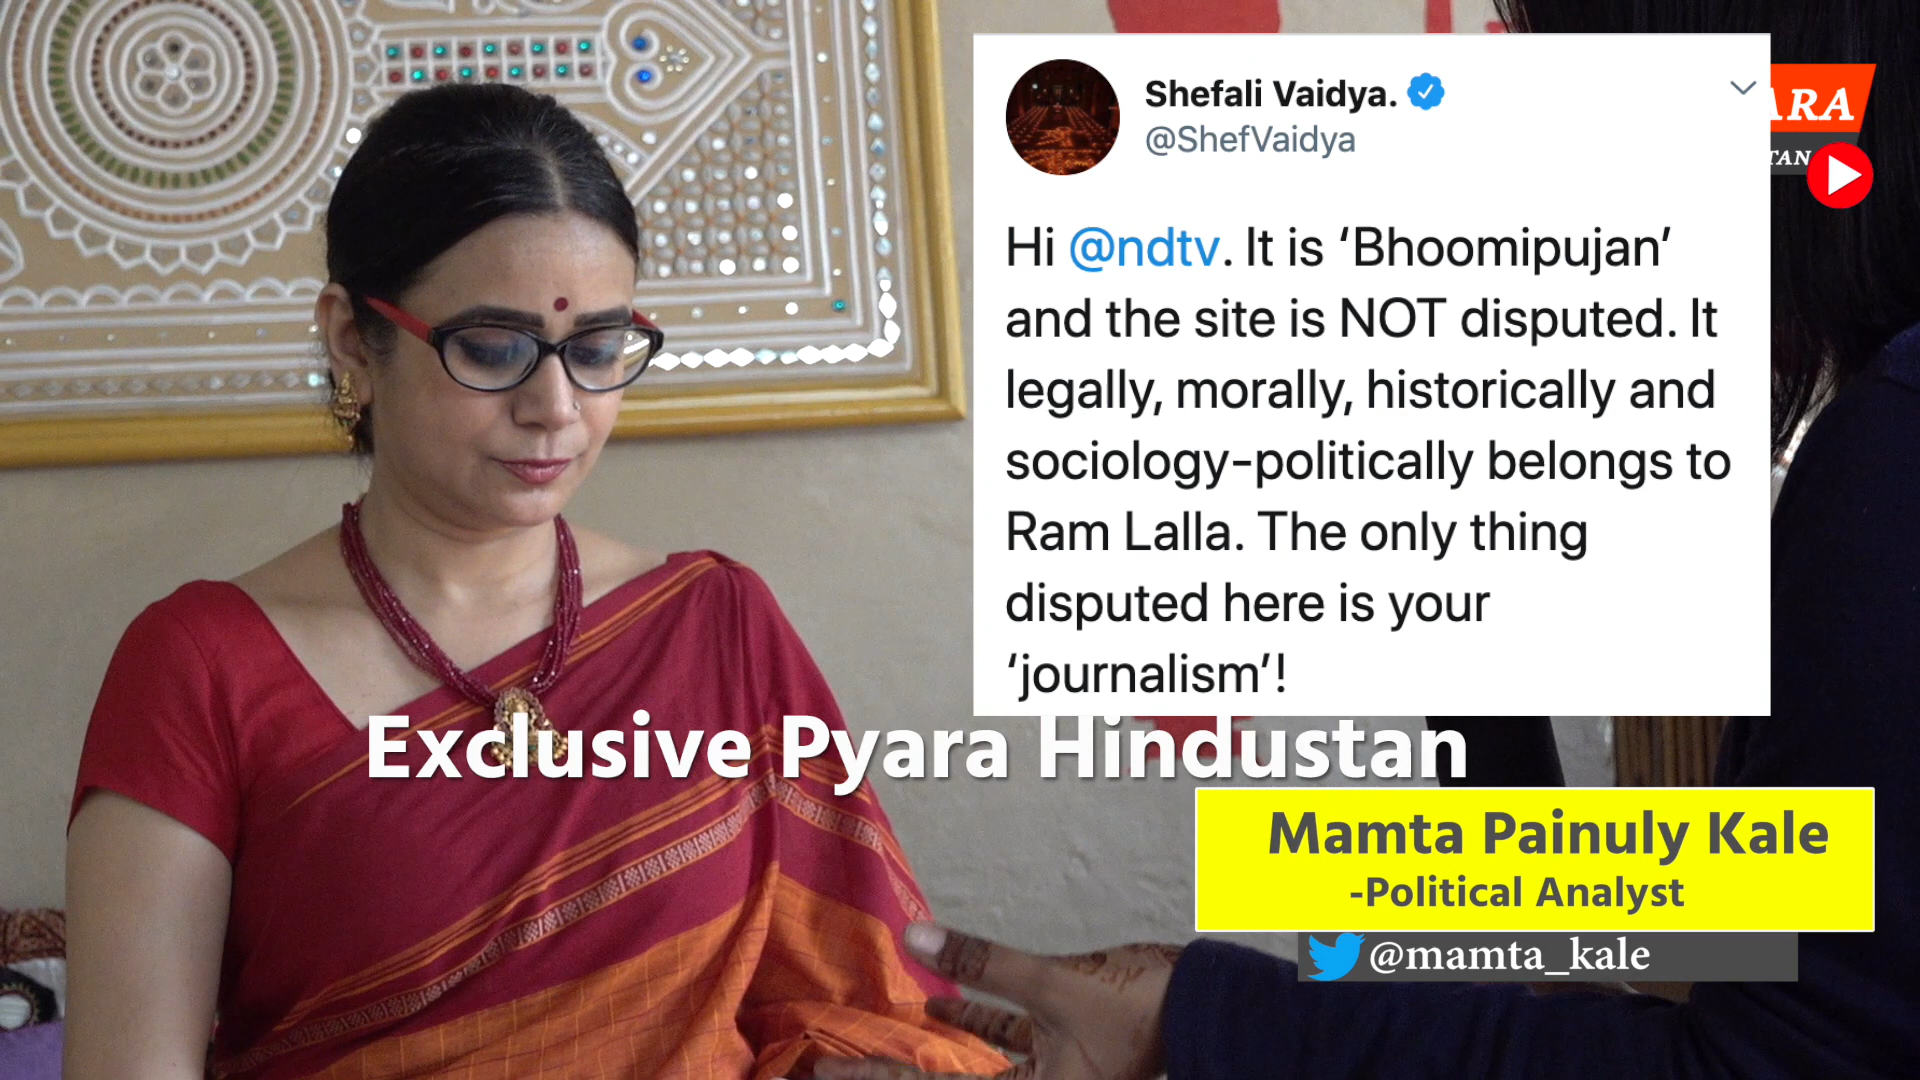 Shefali Vaidya.
@ShefVaidya
ARA
TAN
Hi @ndtv. It is ‘Bhoomipujan’
and the site is NOT disputed. It
legally, morally, historically and
sociology-politically belongs to
Ram Lalla. The only thing
disputed here is your
‘journalism’!
Exclusive Pyara Hindustan
Mamta Painuly Kale
-Political Analyst
@mamta_kale